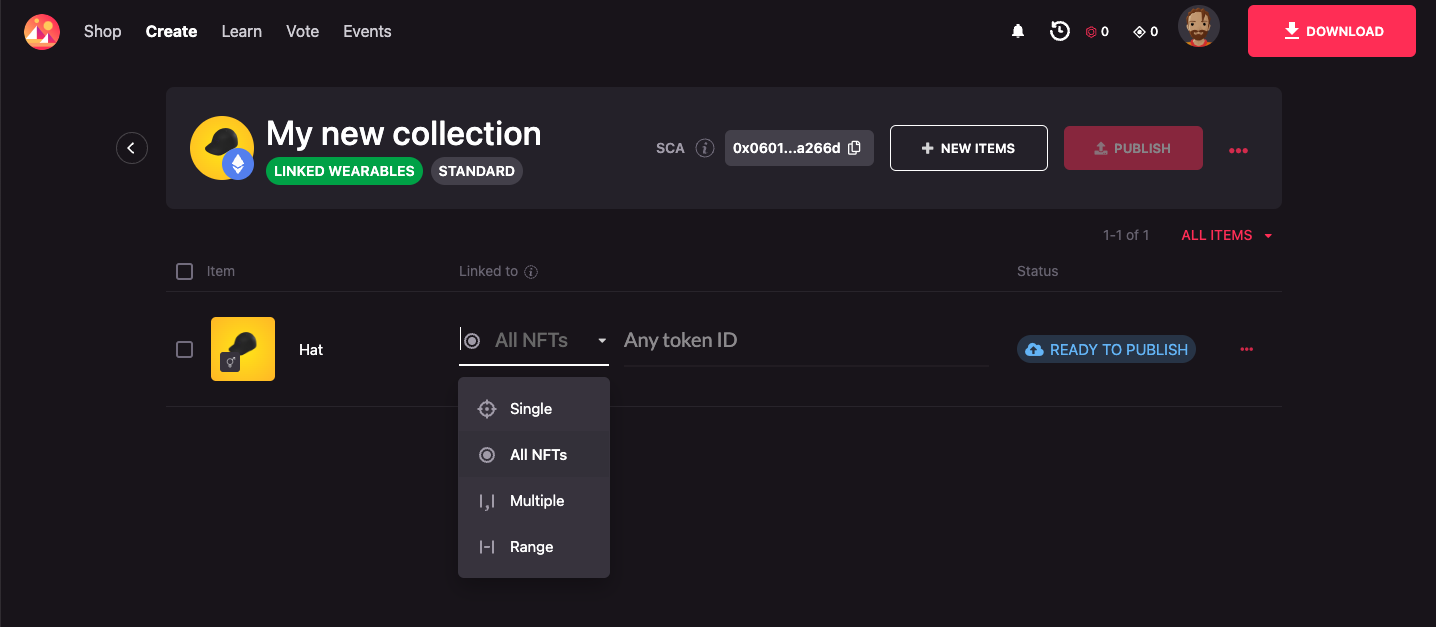 Shop Create Learn Vote Events 0 0 DOWNLOAD
My new collection
LINKED WEARABLES STANDARD
SCA 0x0601...a266d NEW ITEMS PUBLISH
1-1 of 1 ALL ITEMS
Item Linked to Status
Hat All NFTs Any token ID READY TO PUBLISH
Single
All NFTs
Multiple
Range